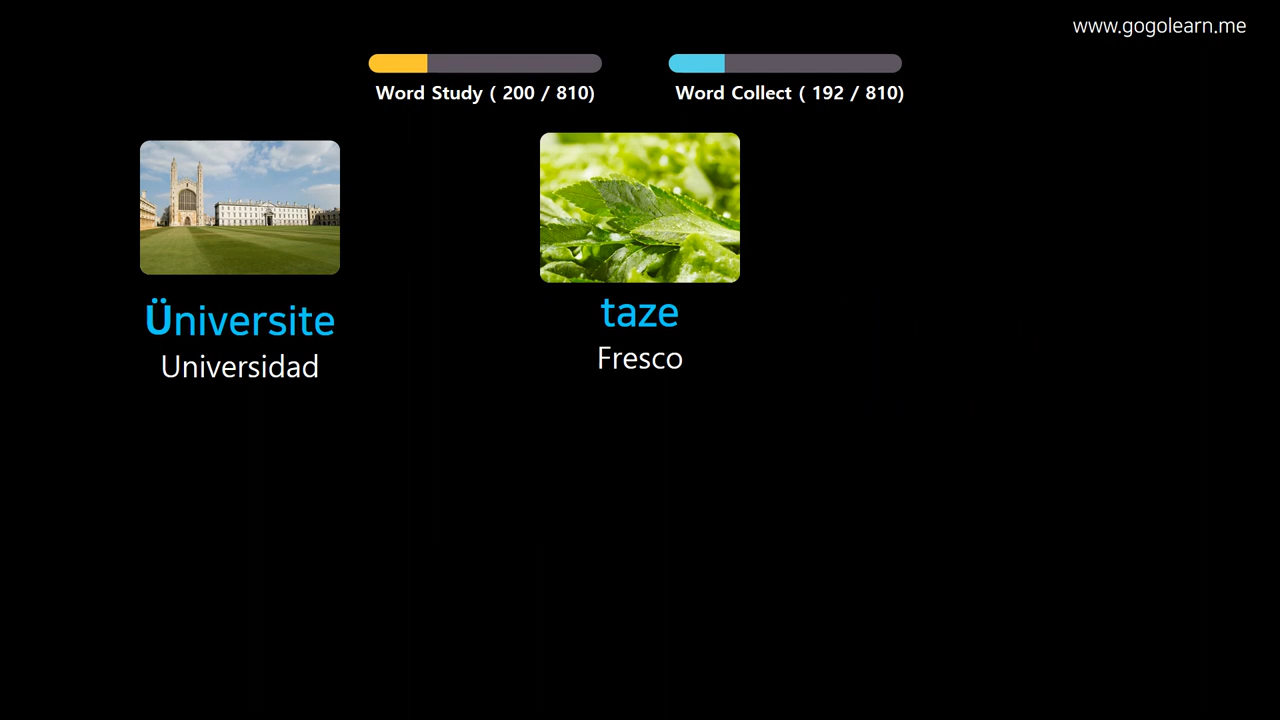 www.gogolearn.me
Word Study ( 200 / 810)
Word Collect ( 192 / 810)
Üniversite
Universidad
taze
Fresco